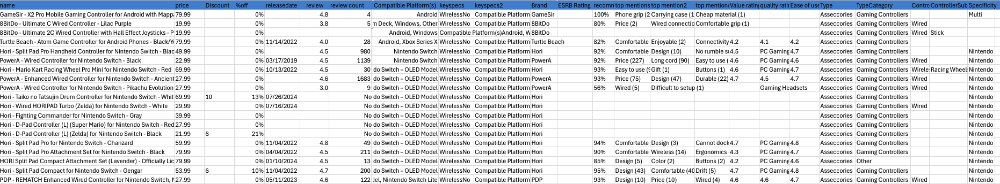 name price Discount %off releasedate review review count Compatible Platform(s) keyspecs keyspecs2 Brand ESRB Rating recomn top mentions top mention2 top mention Value rating quality rati Ease of use Type TypeCategory Contro ControllerSub Specificity
GameSir - X2 Pro Mobile Gaming Controller for Android with Mappa 79.99 0% 4.8 4 Android WirelessNo Compatible Platform GameSir 100% Phone grip (2 Carrying case (1 Cheap material (1) Asseccories Gaming Controllers Multi
8BitDo - Ultimate C Wired Controller - Lilac Purple 19.99 0% 3.8 5 m Deck, Windows, Other WirelessNo Compatible Platform 8BitDo 80% Price (2) Wired connectio Comfortable grip (1) Asseccories Gaming Controllers Wired
8BitDo - Ultimate 2C Wired Controller with Hall Effect Joysticks - P 19.99 0% Android, Windows Compatible Platform(s)Android, W 8BitDo Asseccories Gaming Controllers Wired Stick
Turtle Beach - Atom Game Controller for Android Phones - Black/Ye 79.99 0% 11/14/2022 4.0 28 Android, Xbox Series X WirelessNo Compatible Platform Turtle Beach 82% Comfortable Enjoyable (2) Connectivity 4.2 4.1 4.2 Asseccories Gaming Controllers
Hori - Split Pad Pro Handheld Controller for Nintendo Switch - Blac 49.99 0% 4.5 980 Nintendo Switch WirelessNo Compatible Platform Hori 92% Comfortable Design (10) No rumble su 4.5 PC Gaming 4.7 Asseccories Gaming Controllers Nintendo
PowerA - Wired Controller for Nintendo Switch - Black 22.99 0% 03/17/2019 4.5 1139 Nintendo Switch WirelessNo Compatible Platform PowerA 92% Price (227) Long cord (90) Easy to use ( 4.6 PC Gaming 4.7 Asseccories Gaming Controllers Wired Nintendo
Hori - Mario Kart Racing Wheel Pro Mini for Nintendo Switch - Red 69.99 0% 10/13/2022 4.5 30 do Switch – OLED Model WirelessNo Compatible Platform Hori 93% Easy to use (9 Gift (1) Buttons (1) 4.6 PC Gaming 4.7 Asseccories Gaming Controllers Wirele Racing Wheel Nintendo
PowerA - Enhanced Wired Controller for Nintendo Switch - Ancient 27.99 0% 4.6 1683 do Switch – OLED Model WirelessNo Compatible Platform PowerA 93% Price (75) Design (47) Durable (22) 4.7 4.5 4.7 Asseccories Gaming Controllers Wired Nintendo
PowerA - Wired Controller for Nintendo Switch - Pikachu Evolution 27.99 0% 3.0 9 do Switch – OLED Model WirelessNo Compatible Platform PowerA 56% Wired (5) Difficult to setup (1) Gaming Headsets Asseccories Gaming Controllers Wired Nintendo
Hori - Taiko no Tatsujin Drum Controller for Nintendo Switch - Whit 69.99 10 13% 07/26/2024 No do Switch – OLED Model WirelessNo Compatible Platform Hori Asseccories Gaming Controllers Nintendo
Hori - Wired HORIPAD Turbo (Zelda) for Nintendo Switch - White 29.99 0% 07/16/2024 No do Switch – OLED Model WirelessNo Compatible Platform Hori Asseccories Gaming Controllers Wired Nintendo
Hori - Fighting Commander for Nintendo Switch - Gray 39.99 0% No do Switch – OLED Model WirelessNo Compatible Platform Hori Asseccories Gaming Controllers Nintendo
Hori - D-Pad Controller (L) (Super Mario) for Nintendo Switch - Red 27.99 0% No do Switch – OLED Model WirelessNo Compatible Platform Hori Asseccories Gaming Controllers Nintendo
Hori - D-Pad Controller (L) (Zelda) for Nintendo Switch - Black 21.99 6 21% No do Switch – OLED Model WirelessNo Compatible Platform Hori Asseccories Gaming Controllers Nintendo
Hori - Split Pad Pro for Nintendo Switch - Charizard 59.99 0% 11/04/2022 4.8 49 do Switch – OLED Model WirelessNo Compatible Platform Hori 94% Comfortable Design (3) Cannot dock 4.7 PC Gaming 4.8 Asseccories Gaming Controllers Nintendo
Hori - Split Pad Pro Attachment Set for Nintendo Switch - Black 79.99 0% 04/04/2022 4.5 211 do Switch – OLED Model WirelessNo Compatible Platform Hori 90% Comfortable Wireless (14) Ergonomics 4.3 PC Gaming 4.7 Asseccories Gaming Controllers Nintendo
HORI Split Pad Compact Attachment Set (Lavender) - Officially Lic 79.99 0% 01/10/2024 4.5 13 do Switch – OLED Model WirelessNo Compatible Platform Hori 85% Design (5) Color (2) Buttons (2) 4.2 PC Gaming 4.6 Asseccories Other Nintendo
Hori - Split Pad Compact for Nintendo Switch - Gengar 53.99 6 10% 11/04/2022 4.7 200 do Switch – OLED Model WirelessNo Compatible Platform Hori 95% Design (43) Comfortable (40 Drift (5) 4.7 PC Gaming 4.8 Asseccories Gaming Controllers Nintendo
PDP - REMATCH Enhanced Wired Controller for Nintendo Switch, N 27.99 0% 05/11/2023 4.6 122 del, Nintendo Switch Lite WirelessNo Compatible Platform PDP 93% Design (10) Price (10) Wired (4) 4.6 4.6 4.7 Asseccories Gaming Controllers Wired Nintendo